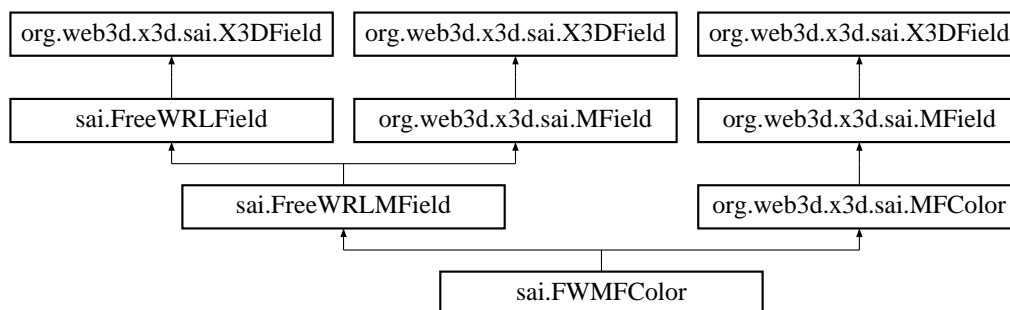 org.web3d.x3d.sai.X3DField org.web3d.x3d.sai.X3DField org.web3d.x3d.sai.X3DField
sai.FreeWRLField org.web3d.x3d.sai.MField org.web3d.x3d.sai.MField
sai.FreeWRLMField org.web3d.x3d.sai.MFColor
sai.FWMFColor